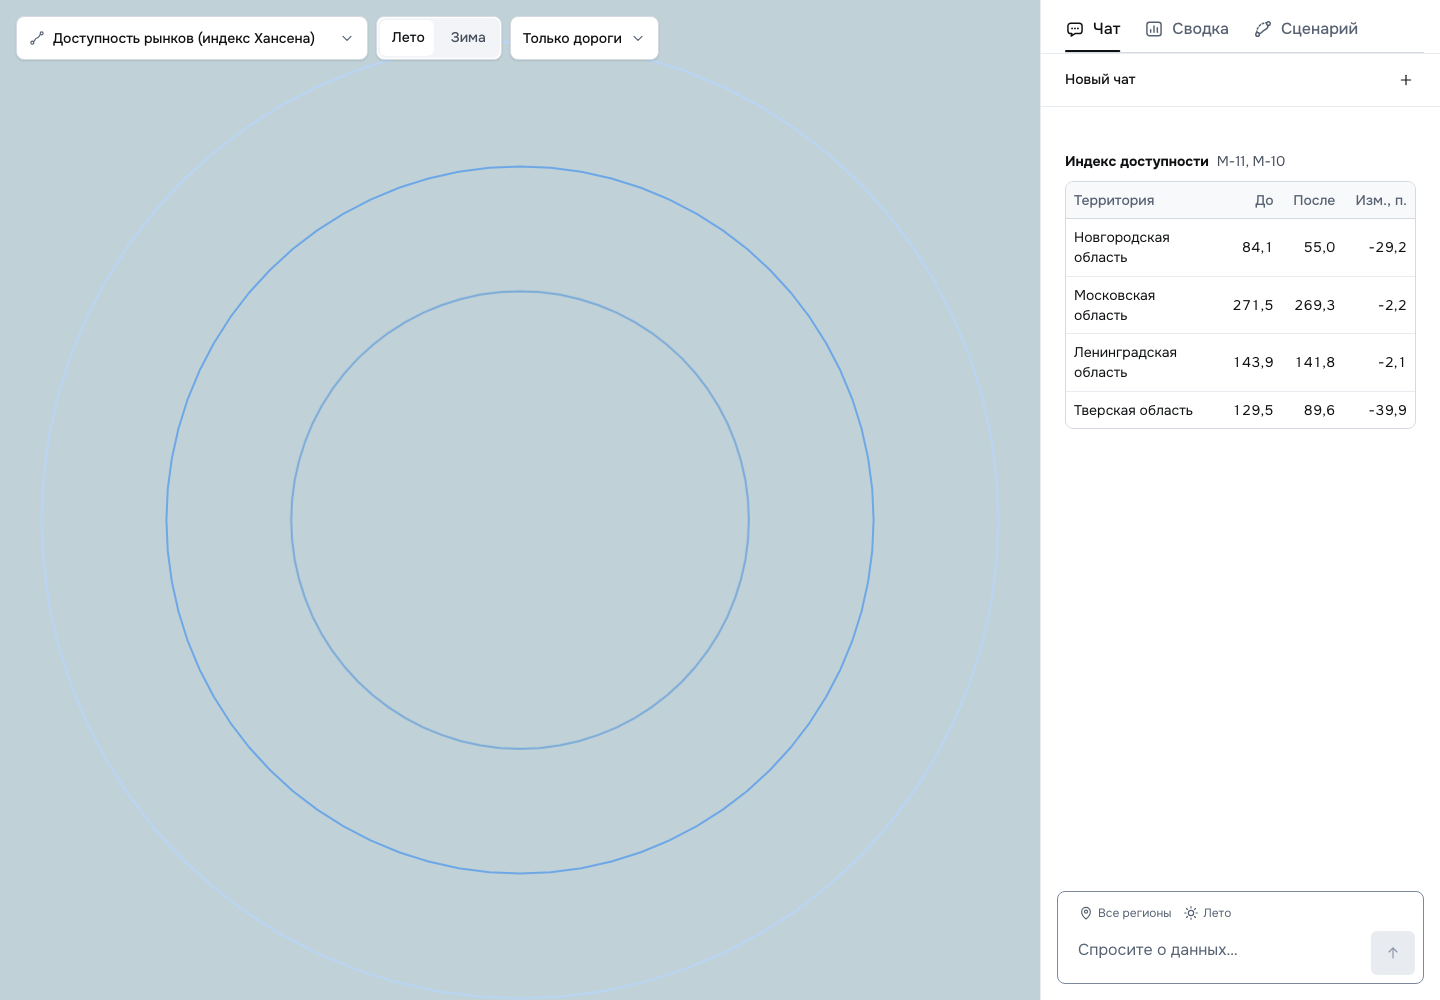 Доступность рынков (индекс Хансена)
Лето
Зима
Только дороги
Чат
Сводка
Сценарий
Новый чат
Индекс доступности М-11, М-10
Территория До После Изм., п.
Новгородская
область 84,1 55,0 -29,2
Московская
область 271,5 269,3 -2,2
Ленинградская
область 143,9 141,8 -2,1
Тверская область 129,5 89,6 -39,9
Все регионы Лето
Спросите о данных...